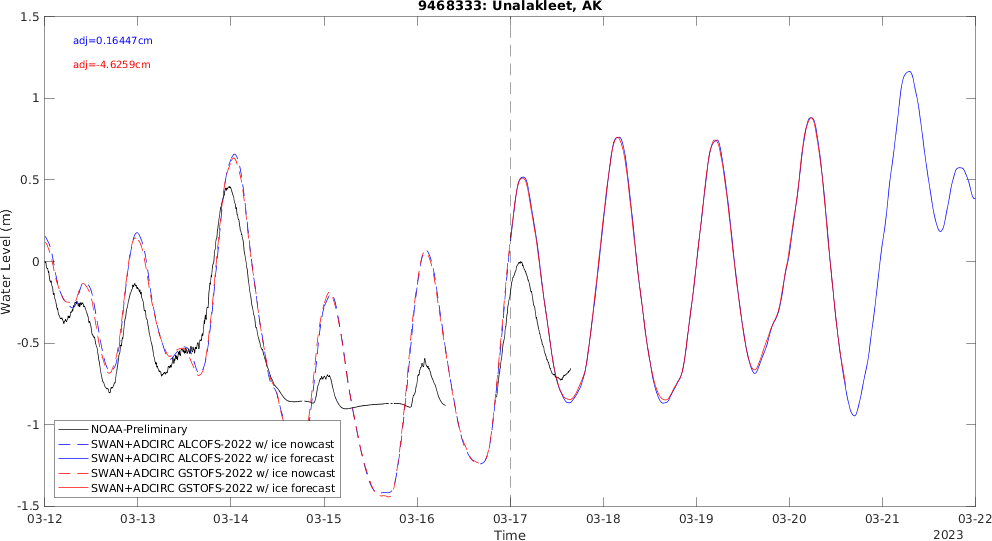 9468333: Unalakleet, AK
adj=0.16447cm
adj=-4.6259cm
1.5
1
0.5
0
-0.5
-1
-1.5
Water Level (m)
NOAA-Preliminary
SWAN+ADCIRC ALCOFS-2022 w/ ice nowcast
SWAN+ADCIRC ALCOFS-2022 w/ ice forecast
SWAN+ADCIRC GSTOFS-2022 w/ ice nowcast
SWAN+ADCIRC GSTOFS-2022 w/ ice forecast
03-12 03-13 03-14 03-15 03-16 03-17 03-18 03-19 03-20 03-21 03-22
Time
2023